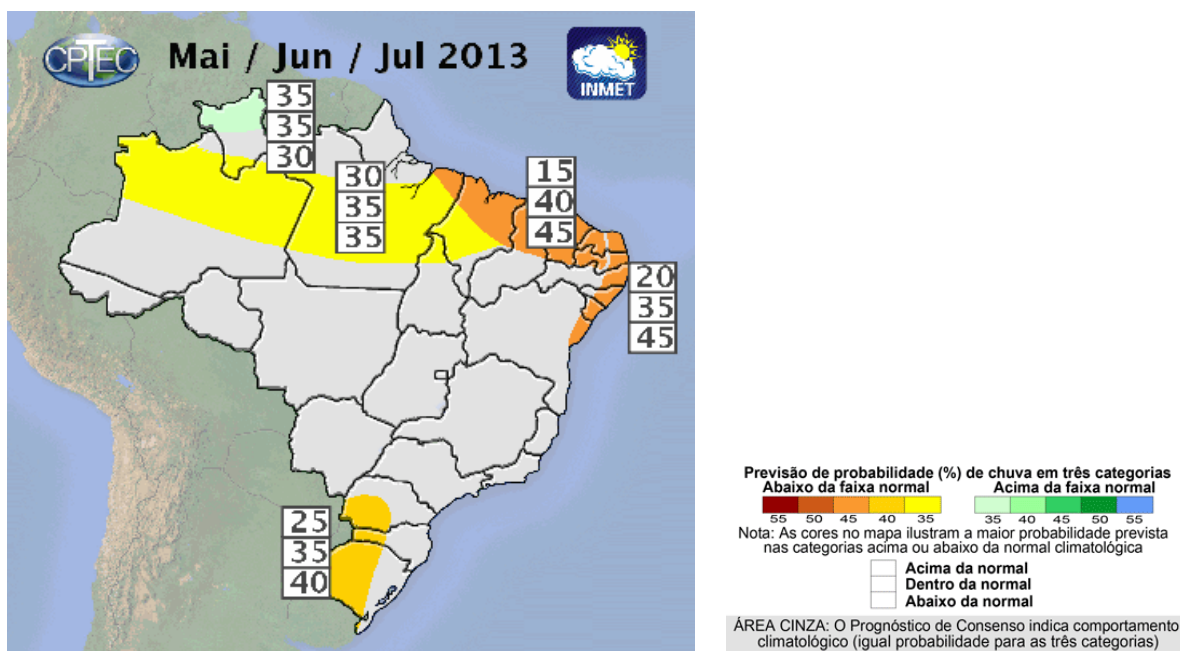 CPTEC
Mai / Jun / Jul 2013
INMET
35
35
30
30
35
35
15
40
45
20
35
45
25
35
40
Previsão de probabilidade (%) de chuva em três categorias
Abaixo da faixa normal Acima da faixa normal
55 50 45 40 35 35 40 45 50 55
Nota: As cores no mapa ilustram a maior probabilidade prevista
nas categorias acima ou abaixo da normal climatológica
Acima da normal
Dentro da normal
Abaixo da normal
ÁREA CINZA: O Prognóstico de Consenso indica comportamento
climatológico (igual probabilidade para as três categorias)